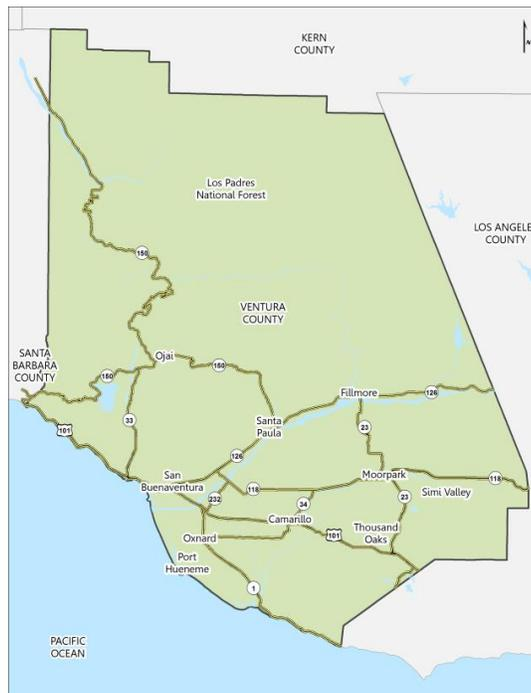 KERN
COUNTY
N
Los Padres
National Forest
LOS ANGELE
COUNTY
150
VENTURA
COUNTY
SANTA
BARBARA
COUNTY
Ojai
150
150
Fillmore
126
33
101
Santa
Paula
23
126
San
Buenaventura
Moorpark
118
118
232
34
23
Simi Valley
Camarillo
Thousand
Oaks
101
Oxnard
Port
Hueneme
1
PACIFIC
OCEAN